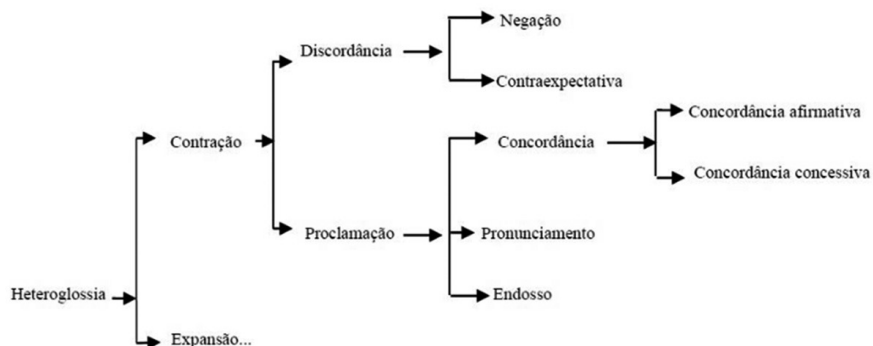 Negação
Discordância
Contraexpectativa
Concordância afirmativa
Contração
Concordância
Concordância concessiva
Proclamação
Pronunciamento
Heteroglossia
Endosso
Expansão...